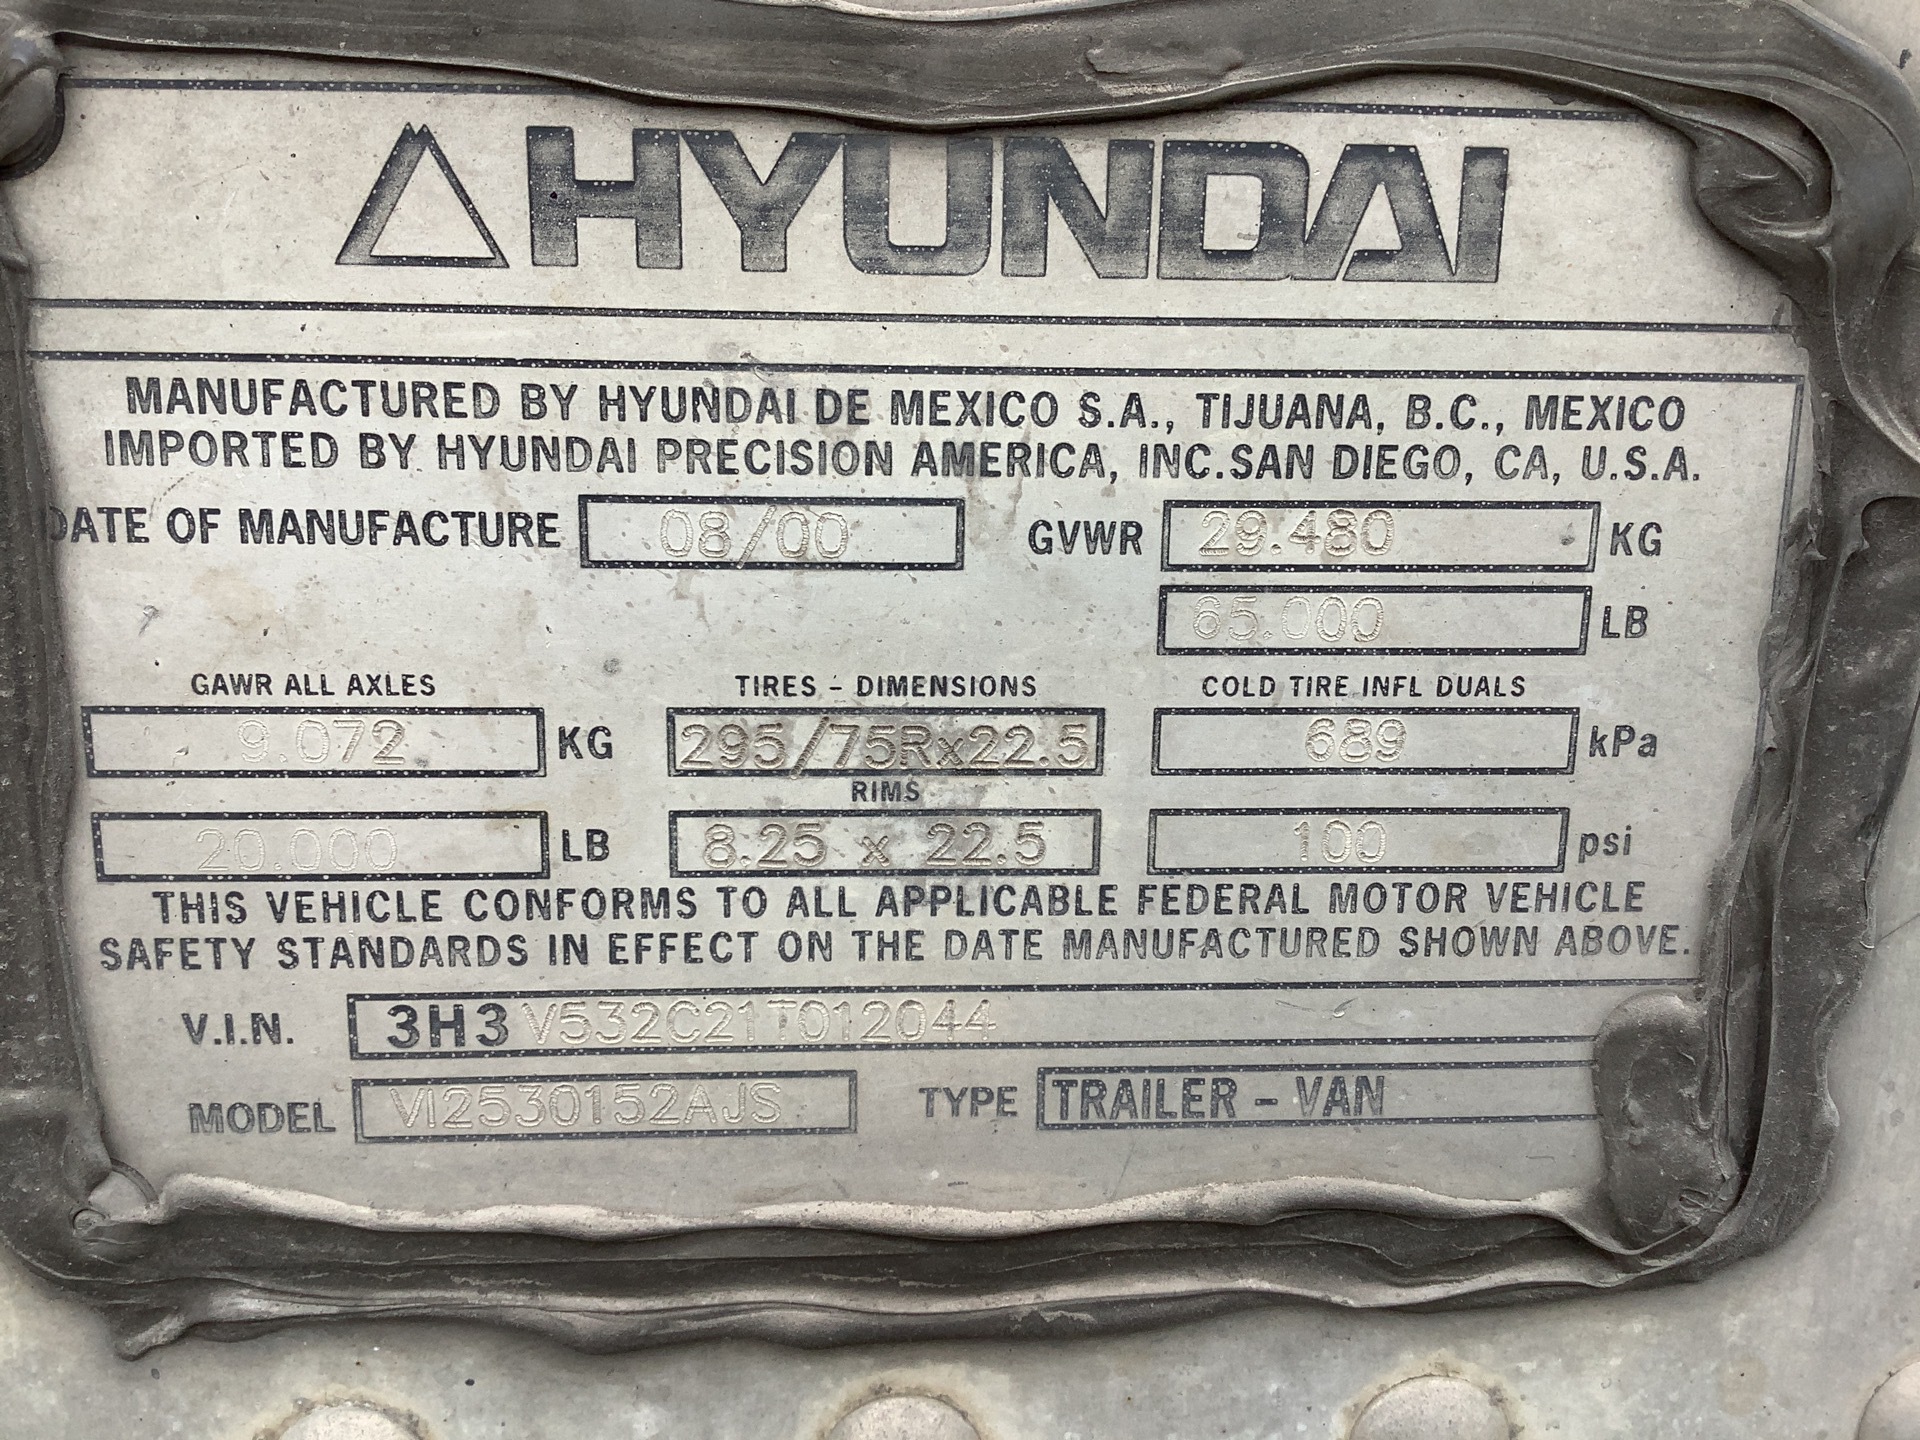 HYUNDAI
MANUFACTURED BY HYUNDAI DE MEXICO S.A., TIJUANA, B.C., MEXICO
IMPORTED BY HYUNDAI PRECISION AMERICA, INC.SAN DIEGO, CA, U.S.A.
DATE OF MANUFACTURE 08/00 GVWR 29.480 KG
65.000 LB
GAWR ALL AXLES TIRES - DIMENSIONS COLD TIRE INFL DUALS
9.072 KG 295/75Rx22.5 689 kPa
RIMS
20.000 LB 8.25 x 22.5 100 psi
THIS VEHICLE CONFORMS TO ALL APPLICABLE FEDERAL MOTOR VEHICLE
SAFETY STANDARDS IN EFFECT ON THE DATE MANUFACTURED SHOWN ABOVE.
V.I.N. 3H3V532C21T012044
MODEL VI2530152AJS TYPE TRAILER - VAN